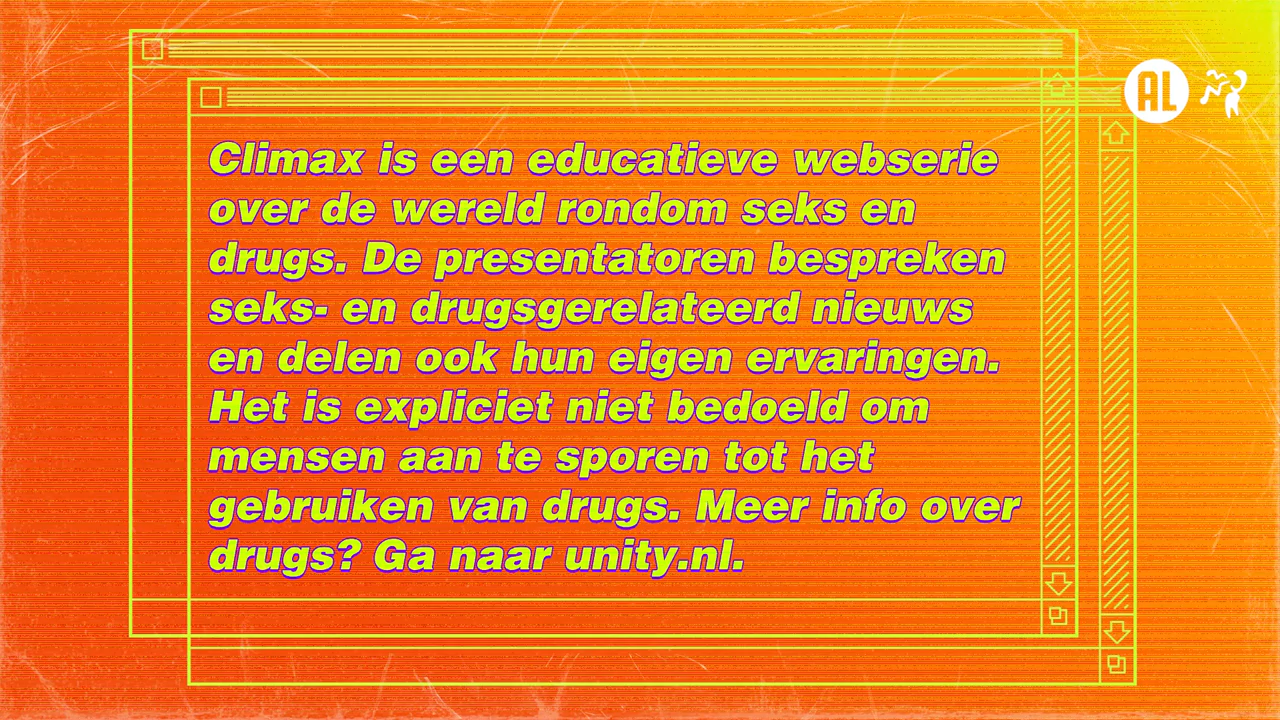 AL
Climax is een educatieve webserie
over de wereld rondom seks en
drugs. De presentatoren bespreken
seks- en drugsgerelateerd nieuws
en delen ook hun eigen ervaringen.
Het is expliciet niet bedoeld om
mensen aan te sporen tot het
gebruiken van drugs. Meer info over
drugs? Ga naar unity.nl.